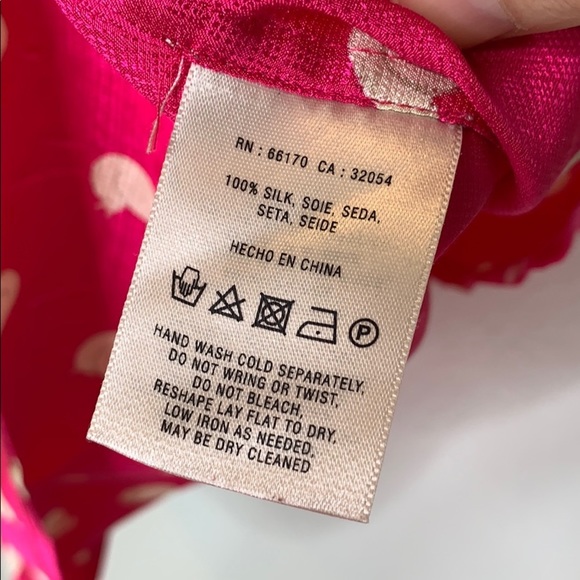 RN : 66170 CA : 32054
100% SILK, SOIE, SEDA,
SETA, SEIDE
HECHO EN CHINA
P
HAND WASH COLD SEPARATELY,
DO NOT WRING OR TWIST.
DO NOT BLEACH,
RESHAPE LAY FLAT TO DRY.
LOW IRON AS NEEDED,
MAY BE DRY CLEANED